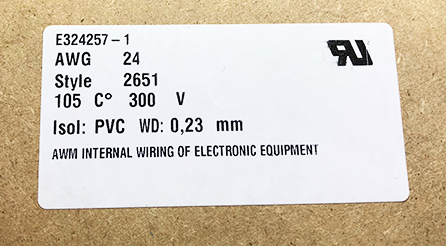 E324257-1
AWG 24
Style 2651
105 C° 300 V
Isol: PVC WD: 0,23 mm
AWM INTERNAL WIRING OF ELECTRONIC EQUIPMENT